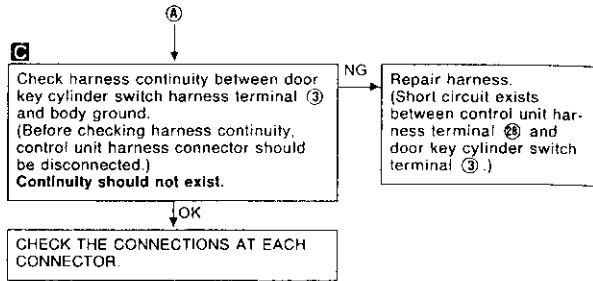 A
C
Check harness continuity between door
key cylinder switch harness terminal ③
and body ground.
(Before checking harness continuity,
control unit harness connector should
be disconnected.)
Continuity should not exist.
NG
Repair harness.
(Short circuit exists
between control unit har-
ness terminal ㉘ and
door key cylinder switch
terminal ③.)
OK
CHECK THE CONNECTIONS AT EACH
CONNECTOR.